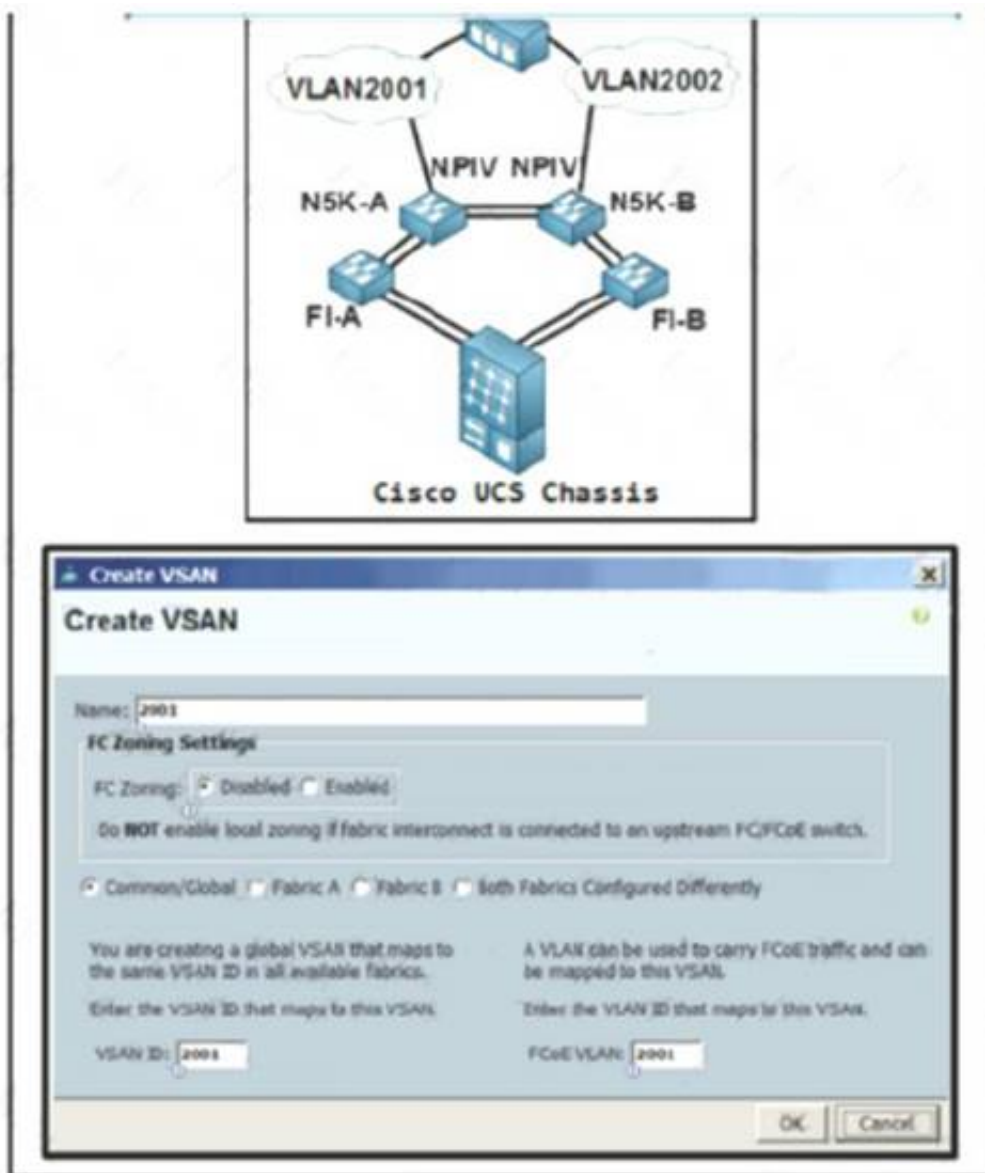 VLAN2001
VLAN2002
NPIV NPIV
N5K-A
N5K-B
FI-A
FI-B
Cisco UCS Chassis
Create VSAN
Create VSAN
Name: 2001
FC Zoning Settings
FC Zoning: Disabled Enabled
Do NOT enable local zoning if fabric interconnect is connected to an upstream FC/FCoE switch.
Common/Global Fabric A Fabric B Both Fabrics Configured Differently
You are creating a global VSAN that maps to
the same VSAN ID in all available fabrics.
Enter the VSAN ID that maps to this VSAN.
VSAN ID: 2001
A VLAN can be used to carry FCoE traffic and can
be mapped to this VSAN.
Enter the VLAN ID that maps to this VSAN.
FCoE VLAN: 2001
OK
Cancel